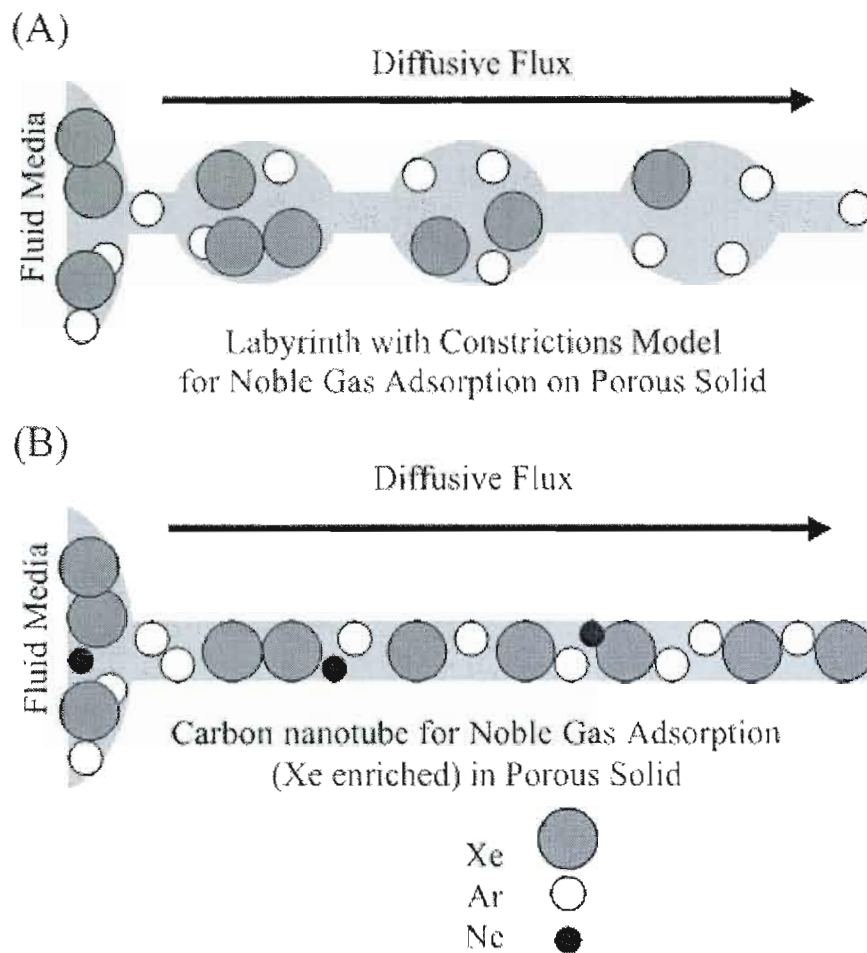 (A)
Diffusive Flux
Fluid Media
Labyrinth with Constrictions Model
for Noble Gas Adsorption on Porous Solid
(B)
Diffusive Flux
Fluid Media
Carbon nanotube for Noble Gas Adsorption
(Xe enriched) in Porous Solid
Xe
Ar
Ne